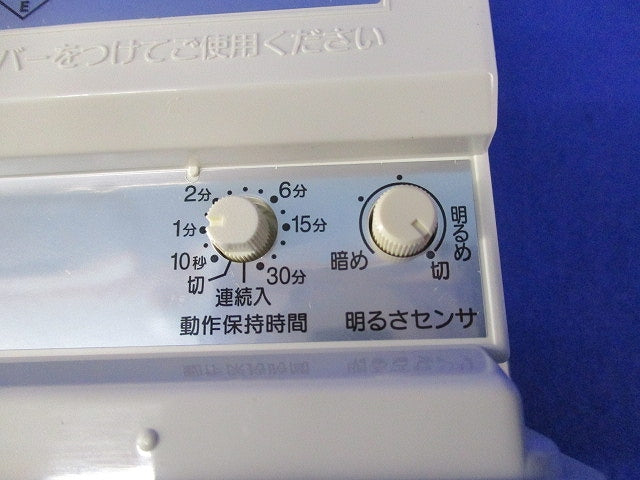 E
バーをつけてご使用ください
2分 6分
1分 15分
10秒 30分
切 連続入
動作保持時間
明るめ
暗め 切
明るさセンサ